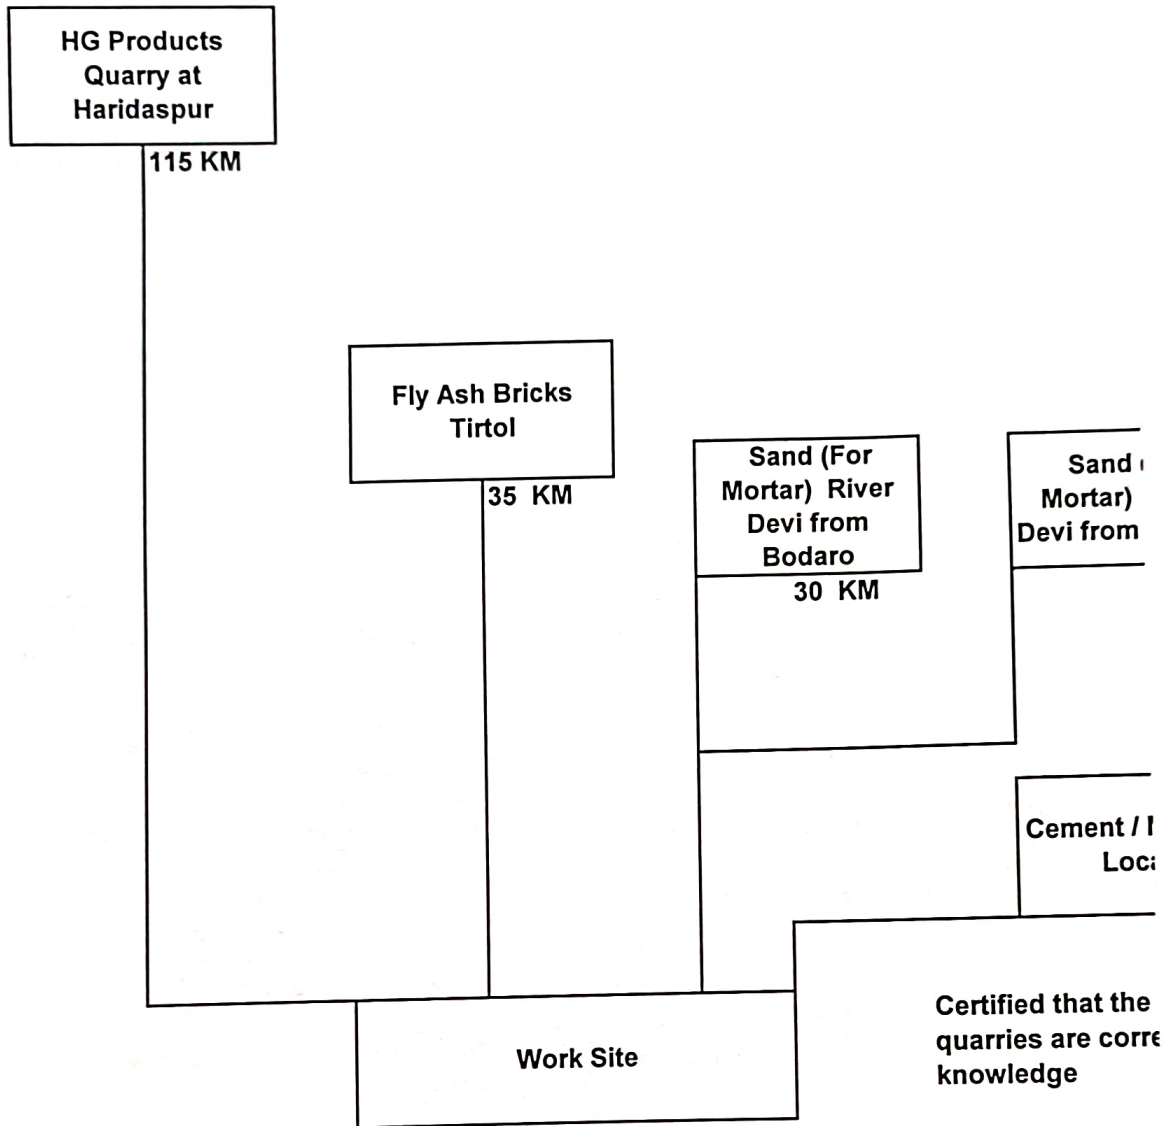 HG Products
Quarry at
Haridaspur
115 KM
Fly Ash Bricks
Tirtol
35 KM
Sand (For
Mortar) River
Devi from
Bodaro
30 KM
Sand
Mortar)
Devi from
Cement /
Work Site
Certified that the
quarries are
knowledge